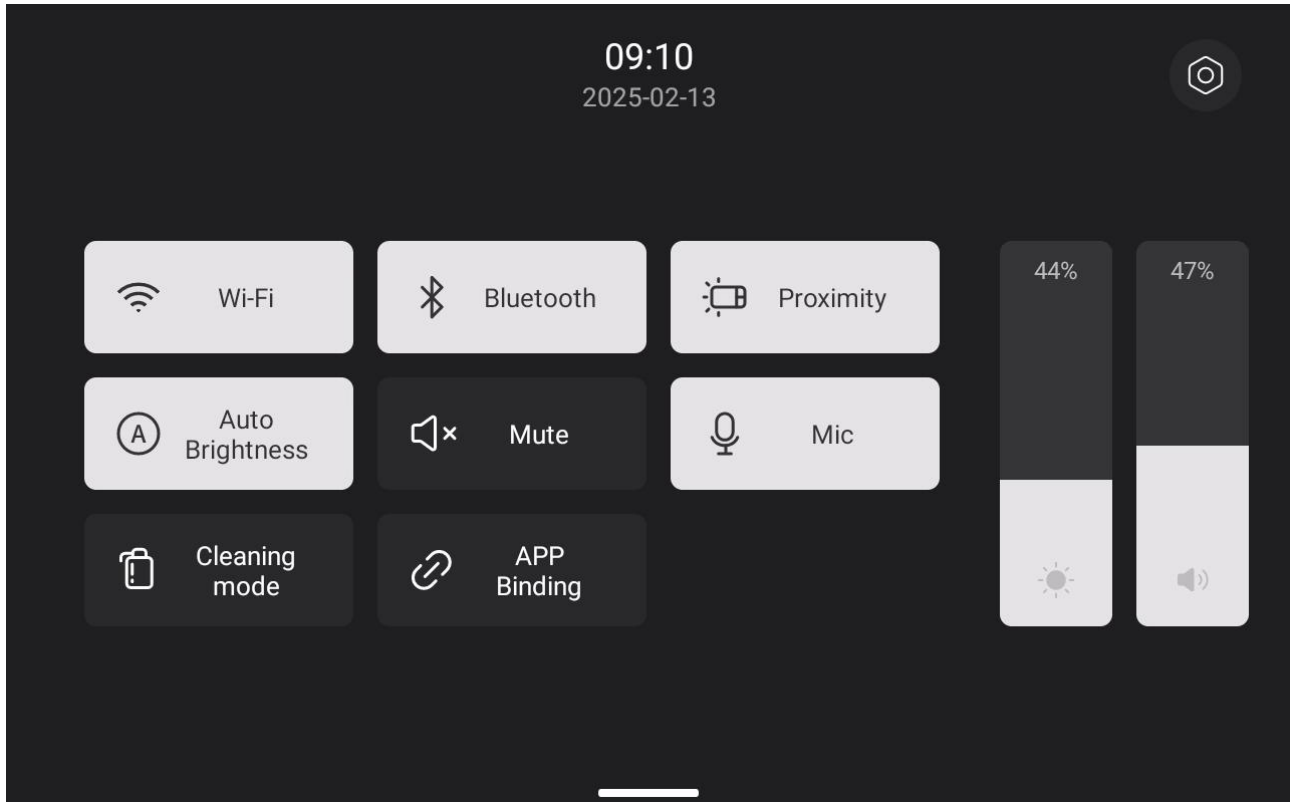 09:10
2025-02-13
Wi-Fi
Bluetooth
Proximity
44%
47%
A
Auto
Brightness
Mute
Mic
Cleaning
mode
APP
Binding